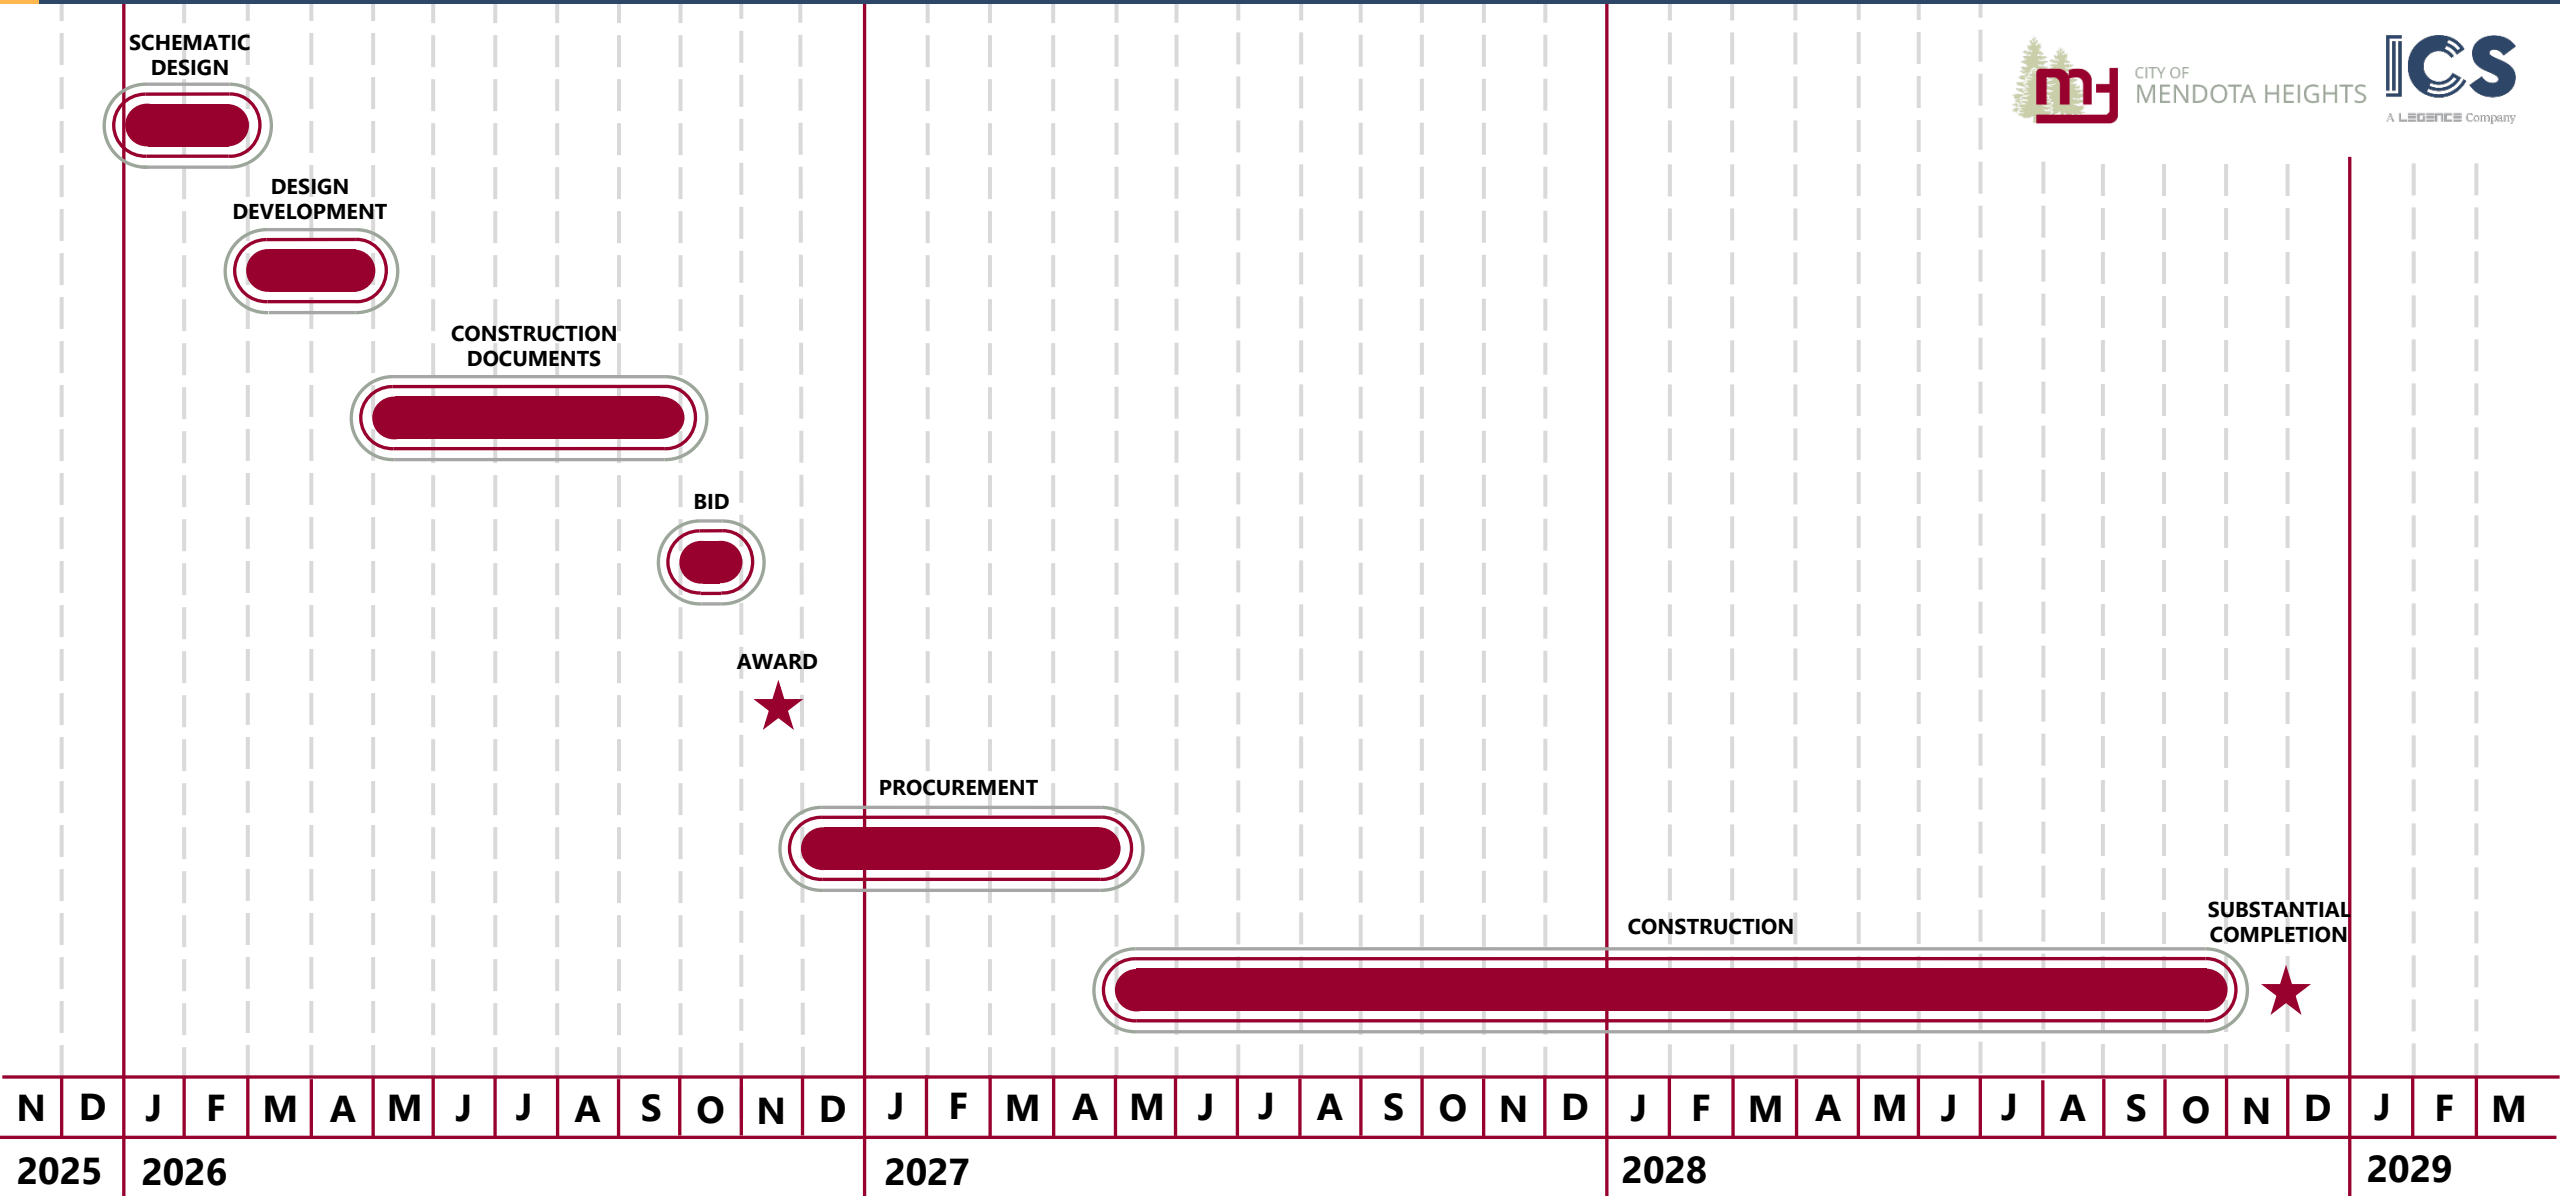 SCHEMATIC
DESIGN
CITY OF
MENDOTA HEIGHTS
ICS
A LEGENCE Company
DESIGN
DEVELOPMENT
CONSTRUCTION
DOCUMENTS
BID
AWARD
PROCUREMENT
CONSTRUCTION
SUBSTANTIAL
COMPLETION
N D J F M A M J J A S O N D J F M A M J J A S O N D J F M A M J J A S O N D J F M
2025 2026 2027 2028 2029